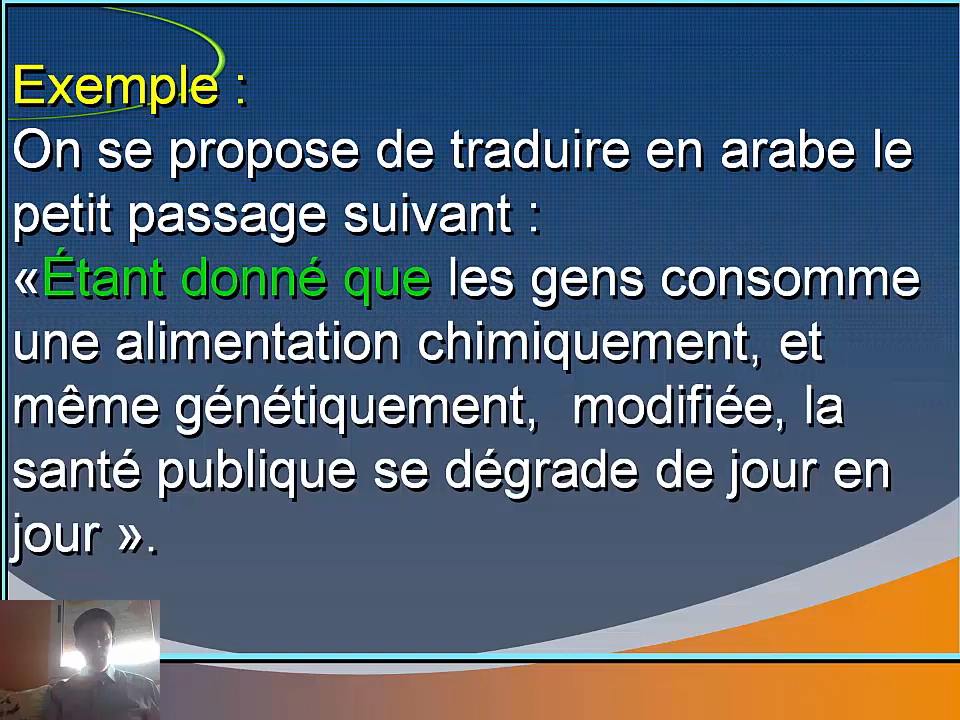 Exemple :
On se propose de traduire en arabe le
petit passage suivant :
«Étant donné que les gens consomme
une alimentation chimiquement, et
même génétiquement,  modifiée, la
santé publique se dégrade de jour en
jour ».